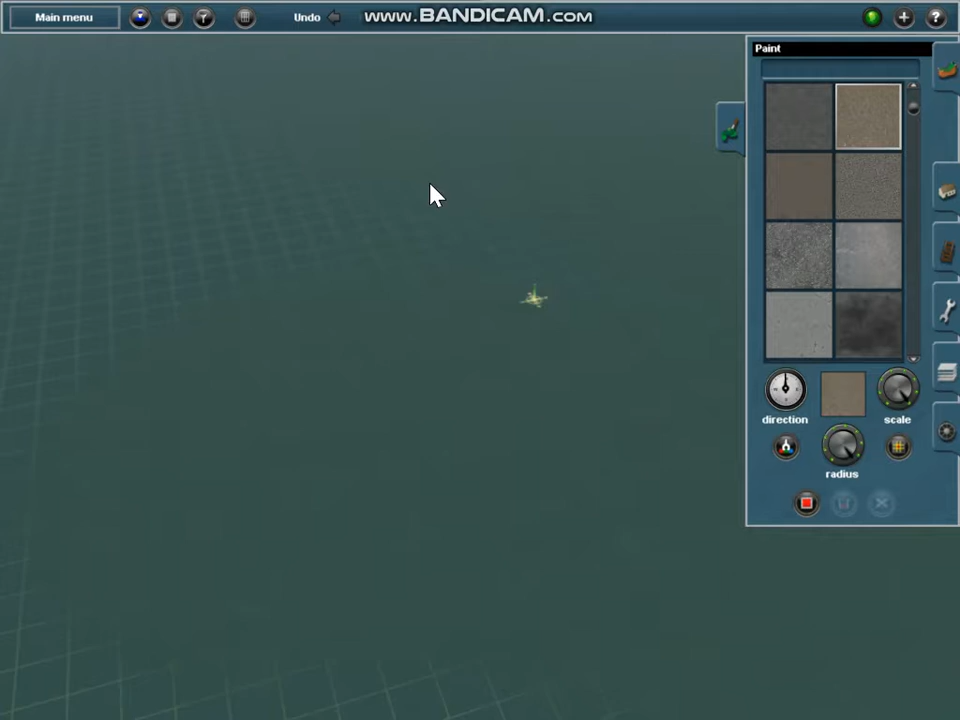 Main menu
Undo
WWW.BANDICAM.COM
?
Paint
direction
scale
radius